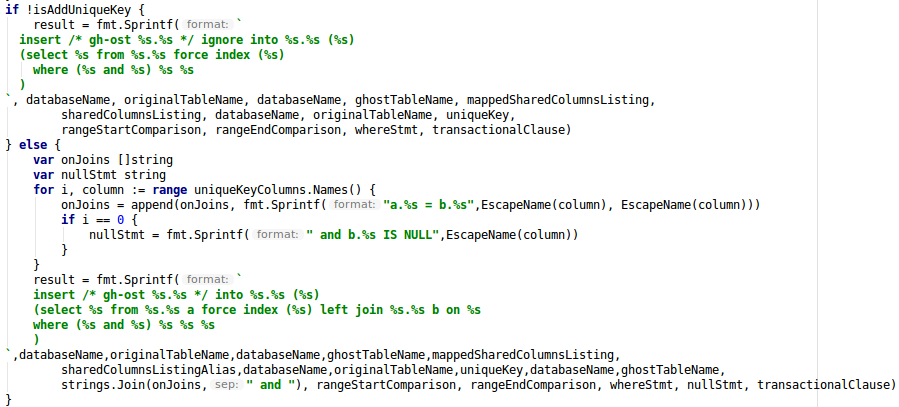 if !isAddUniqueKey {
result = fmt.Sprintf( format: `
insert /* gh-ost %s.%s */ ignore into %s.%s (%s)
(select %s from %s.%s force index (%s)
where (%s and %s) %s %s
)
`, databaseName, originalTableName, databaseName, ghostTableName, mappedSharedColumnsListing,
sharedColumnsListing, databaseName, originalTableName, uniqueKey,
rangeStartComparison, rangeEndComparison, whereStmt, transactionalClause)
} else {
var onJoins []string
var nullStmt string
for i, column := range uniqueKeyColumns.Names() {
onJoins = append(onJoins, fmt.Sprintf( format: "a.%s = b.%s",EscapeName(column), EscapeName(column)))
if i == 0 {
nullStmt = fmt.Sprintf( format: " and b.%s IS NULL",EscapeName(column))
}
}
result = fmt.Sprintf( format: `
insert /* gh-ost %s.%s */ into %s.%s (%s)
(select %s from %s.%s a force index (%s) left join %s.%s b on %s
where (%s and %s) %s %s %s
)
`,databaseName,originalTableName,databaseName,ghostTableName,mappedSharedColumnsListing,
sharedColumnsListingAlias,databaseName,originalTableName,uniqueKey,databaseName,ghostTableName,
strings.Join(onJoins, sep: " and "), rangeStartComparison, rangeEndComparison, whereStmt, nullStmt, transactionalClause)
}